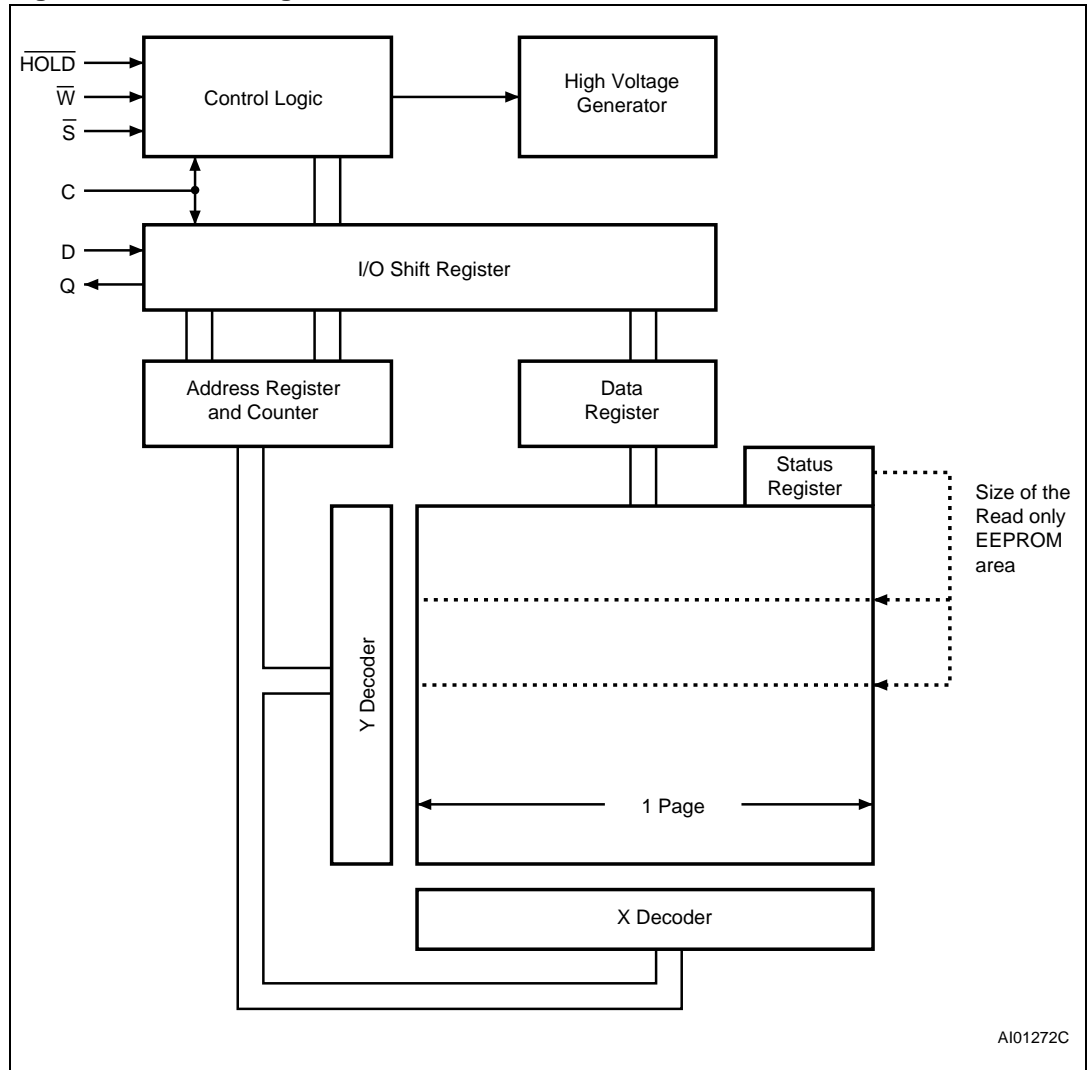 H̅O̅L̅D̅
W̅
S̅
C
D
Q
Control Logic
High Voltage
Generator
I/O Shift Register
Address Register
and Counter
Data
Register
Status
Register
Size of the
Read only
EEPROM
area
Y Decoder
1 Page
X Decoder
AI01272C